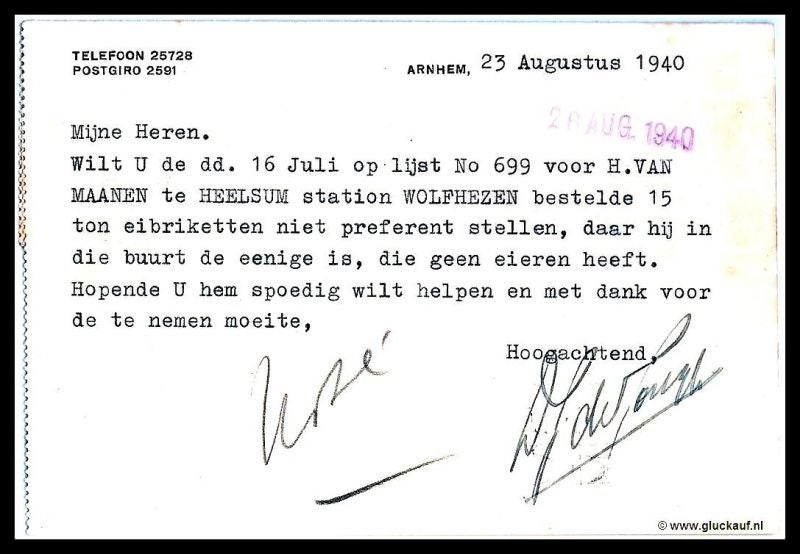 TELEFOON 25728
POSTGIRO 2591
ARNHEM, 23 Augustus 1940
AUG. 1940
Mijne Heren.
Wilt U de dd. 16 Juli op lijst No 699 voor H.VAN
MAANEN te HEELSUM station WOLFHEZEN bestelde 15
ton eibriketten niet preferent stellen, daar hij in
die buurt de eenige is, die geen eieren heeft.
Hopende U hem spoedig wilt helpen en met dank voor
de te nemen moeite,
Hoogachtend,
© www.gluckauf.nl